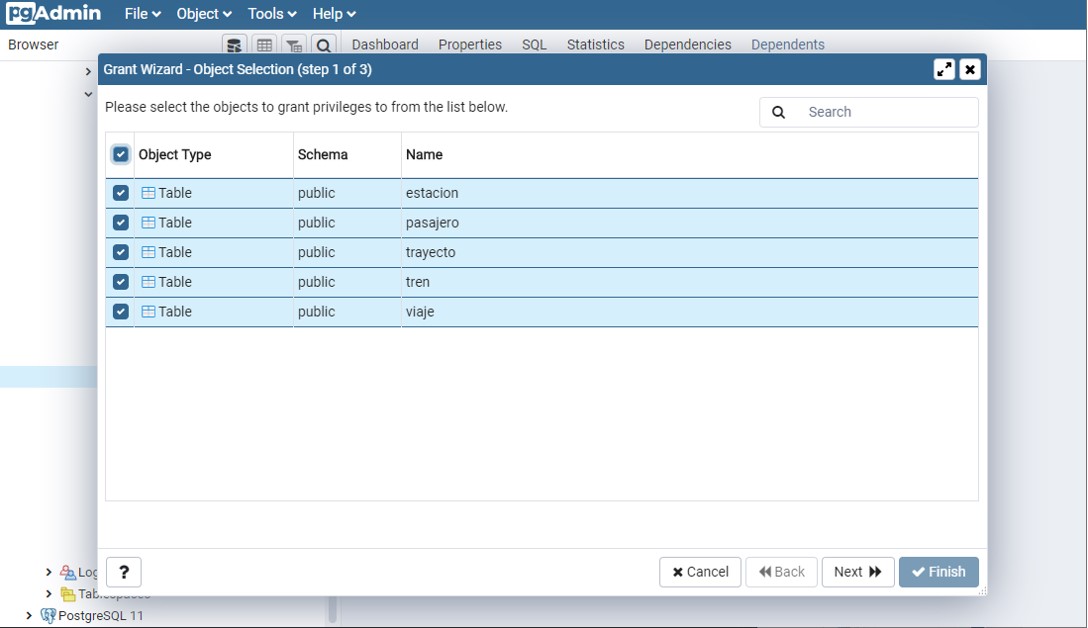 pgAdmin File Object Tools Help
Browser Dashboard Properties SQL Statistics Dependencies Dependents
Grant Wizard - Object Selection (step 1 of 3)
Please select the objects to grant privileges to from the list below.
Search
Object Type Schema Name
Table public estacion
Table public pasajero
Table public trayecto
Table public tren
Table public viaje
? Cancel Back Next Finish
Log
Tablespaces
PostgreSQL 11